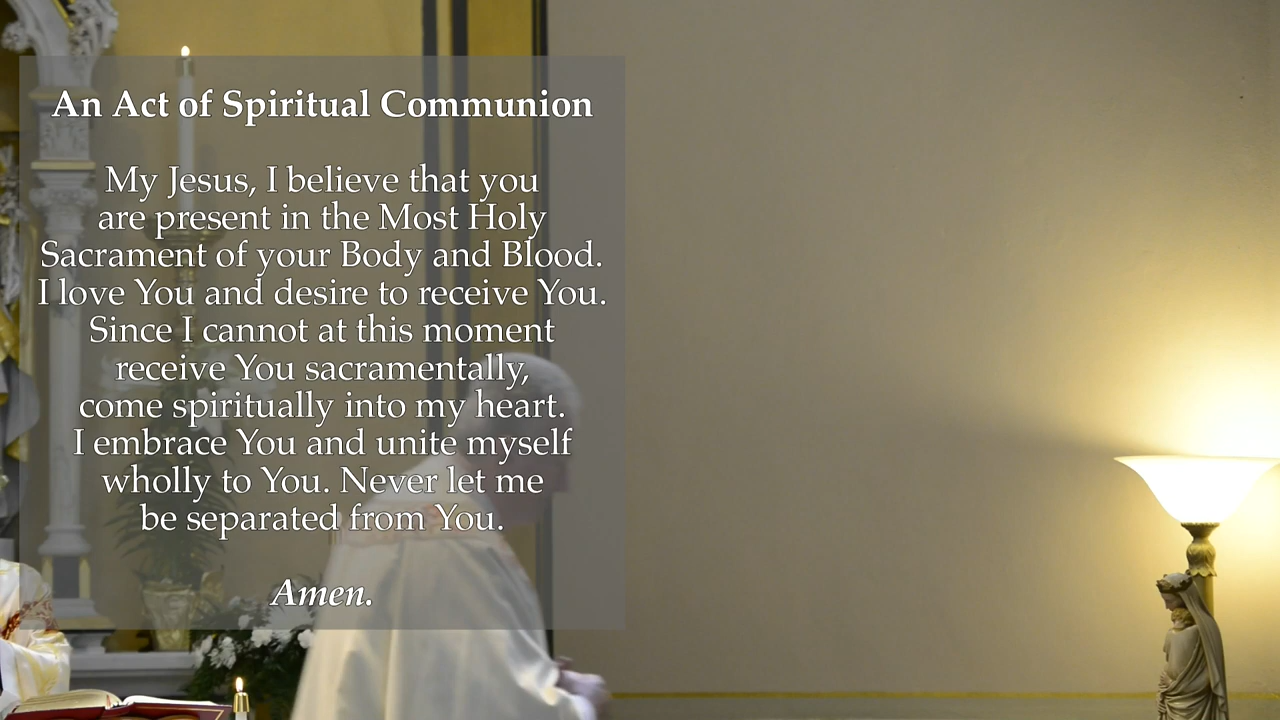 An Act of Spiritual Communion
My Jesus, I believe that you
are present in the Most Holy
Sacrament of your Body and Blood.
I love You and desire to receive You.
Since I cannot at this moment
receive You sacramentally,
come spiritually into my heart.
I embrace You and unite myself
wholly to You. Never let me
be separated from You.
Amen.